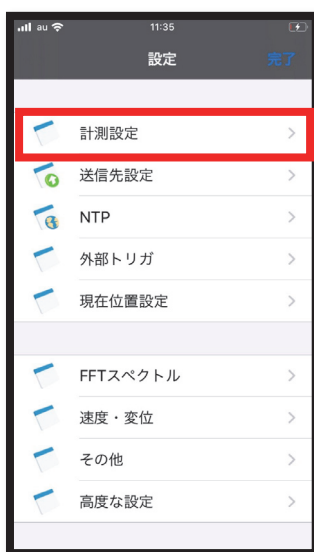 au 11:35
設定 完了
計測設定
送信先設定
NTP
外部トリガ
現在位置設定
FFTスペクトル
速度・変位
その他
高度な設定